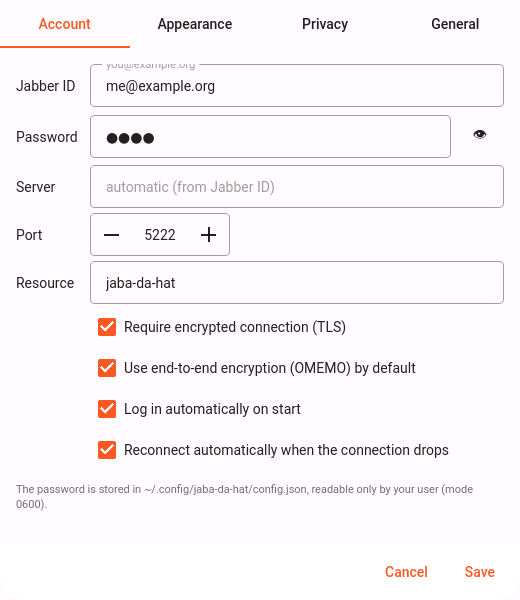 Account Appearance Privacy General
you@example.org
Jabber ID me@example.org
Password ●●●●
Server automatic (from Jabber ID)
Port — 5222 +
Resource jaba-da-hat
Require encrypted connection (TLS)
Use end-to-end encryption (OMEMO) by default
Log in automatically on start
Reconnect automatically when the connection drops
The password is stored in ~/.config/jaba-da-hat/config.json, readable only by your user (mode
0600).
Cancel Save